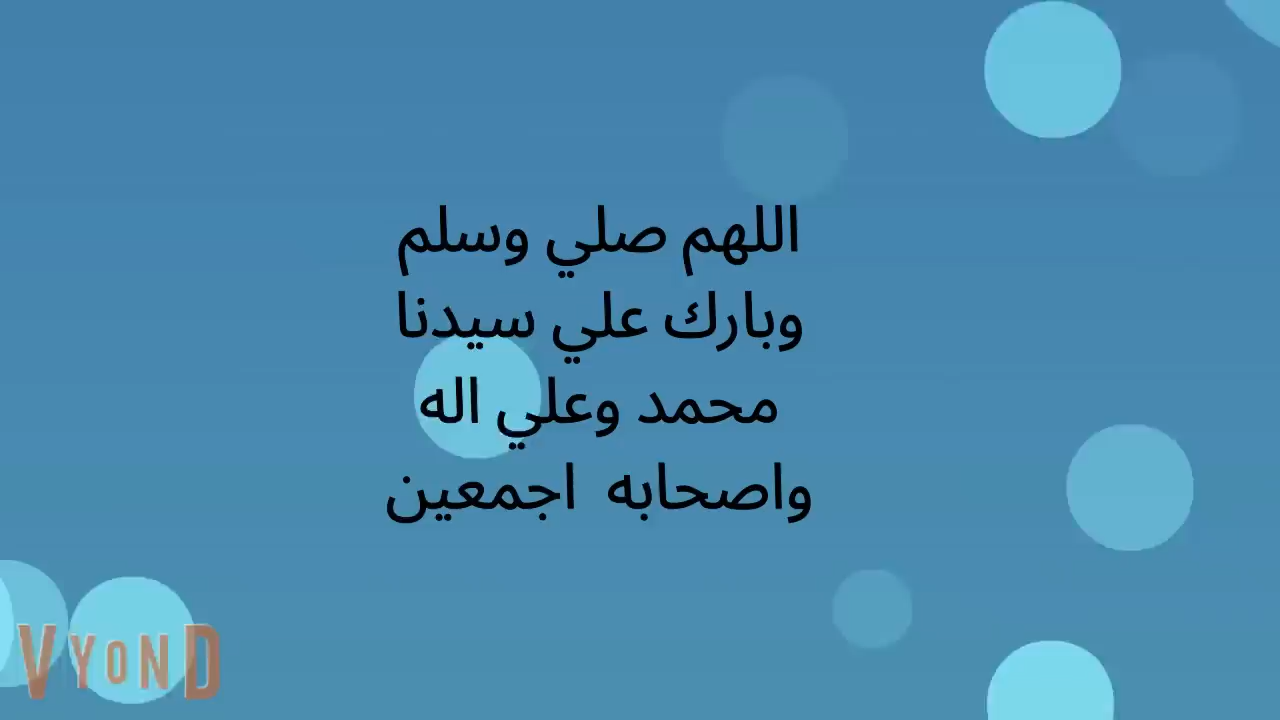 اللهم صلي وسلم
وبارك علي سيدنا
محمد وعلي اله
واصحابه اجمعين
VYOND